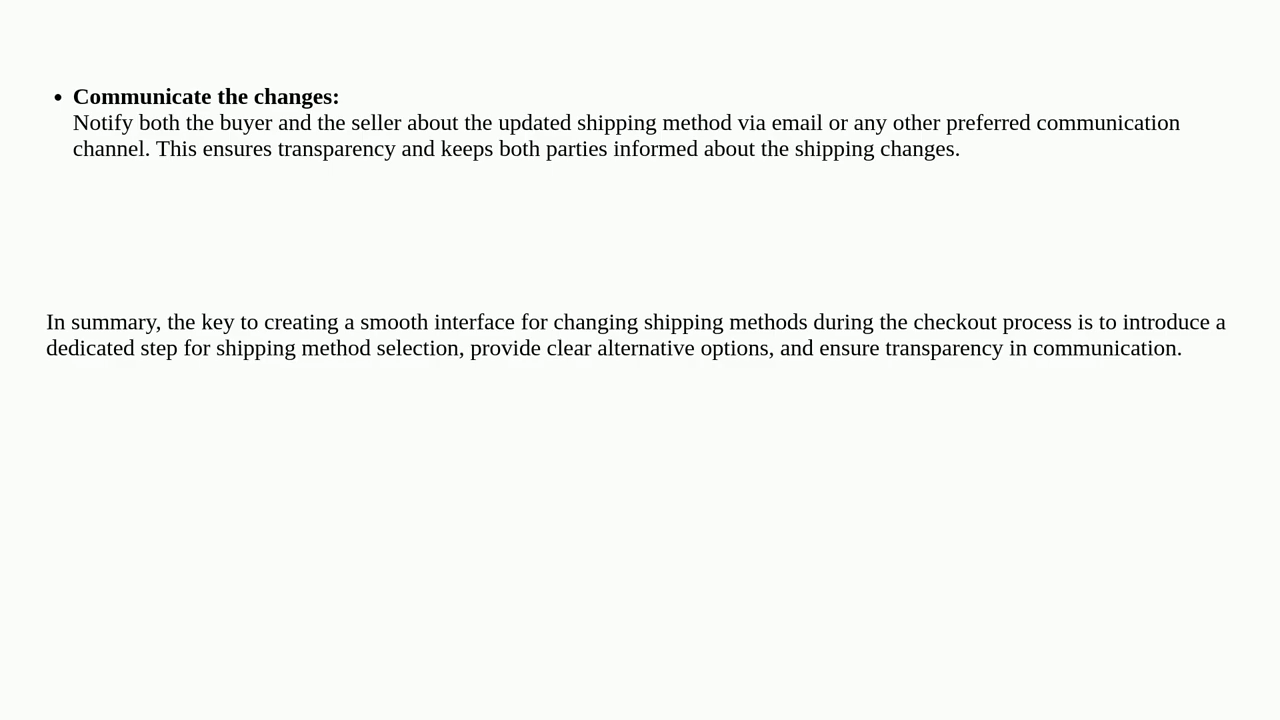 • Communicate the changes:
Notify both the buyer and the seller about the updated shipping method via email or any other preferred communication
channel. This ensures transparency and keeps both parties informed about the shipping changes.
In summary, the key to creating a smooth interface for changing shipping methods during the checkout process is to introduce a
dedicated step for shipping method selection, provide clear alternative options, and ensure transparency in communication.